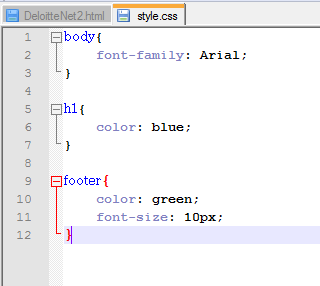 DeloitteNet2.html style.css
1 body{
2 font-family: Arial;
3 }
4
5 h1{
6 color: blue;
7 }
8
9 footer{
10 color: green;
11 font-size: 10px;
12 }